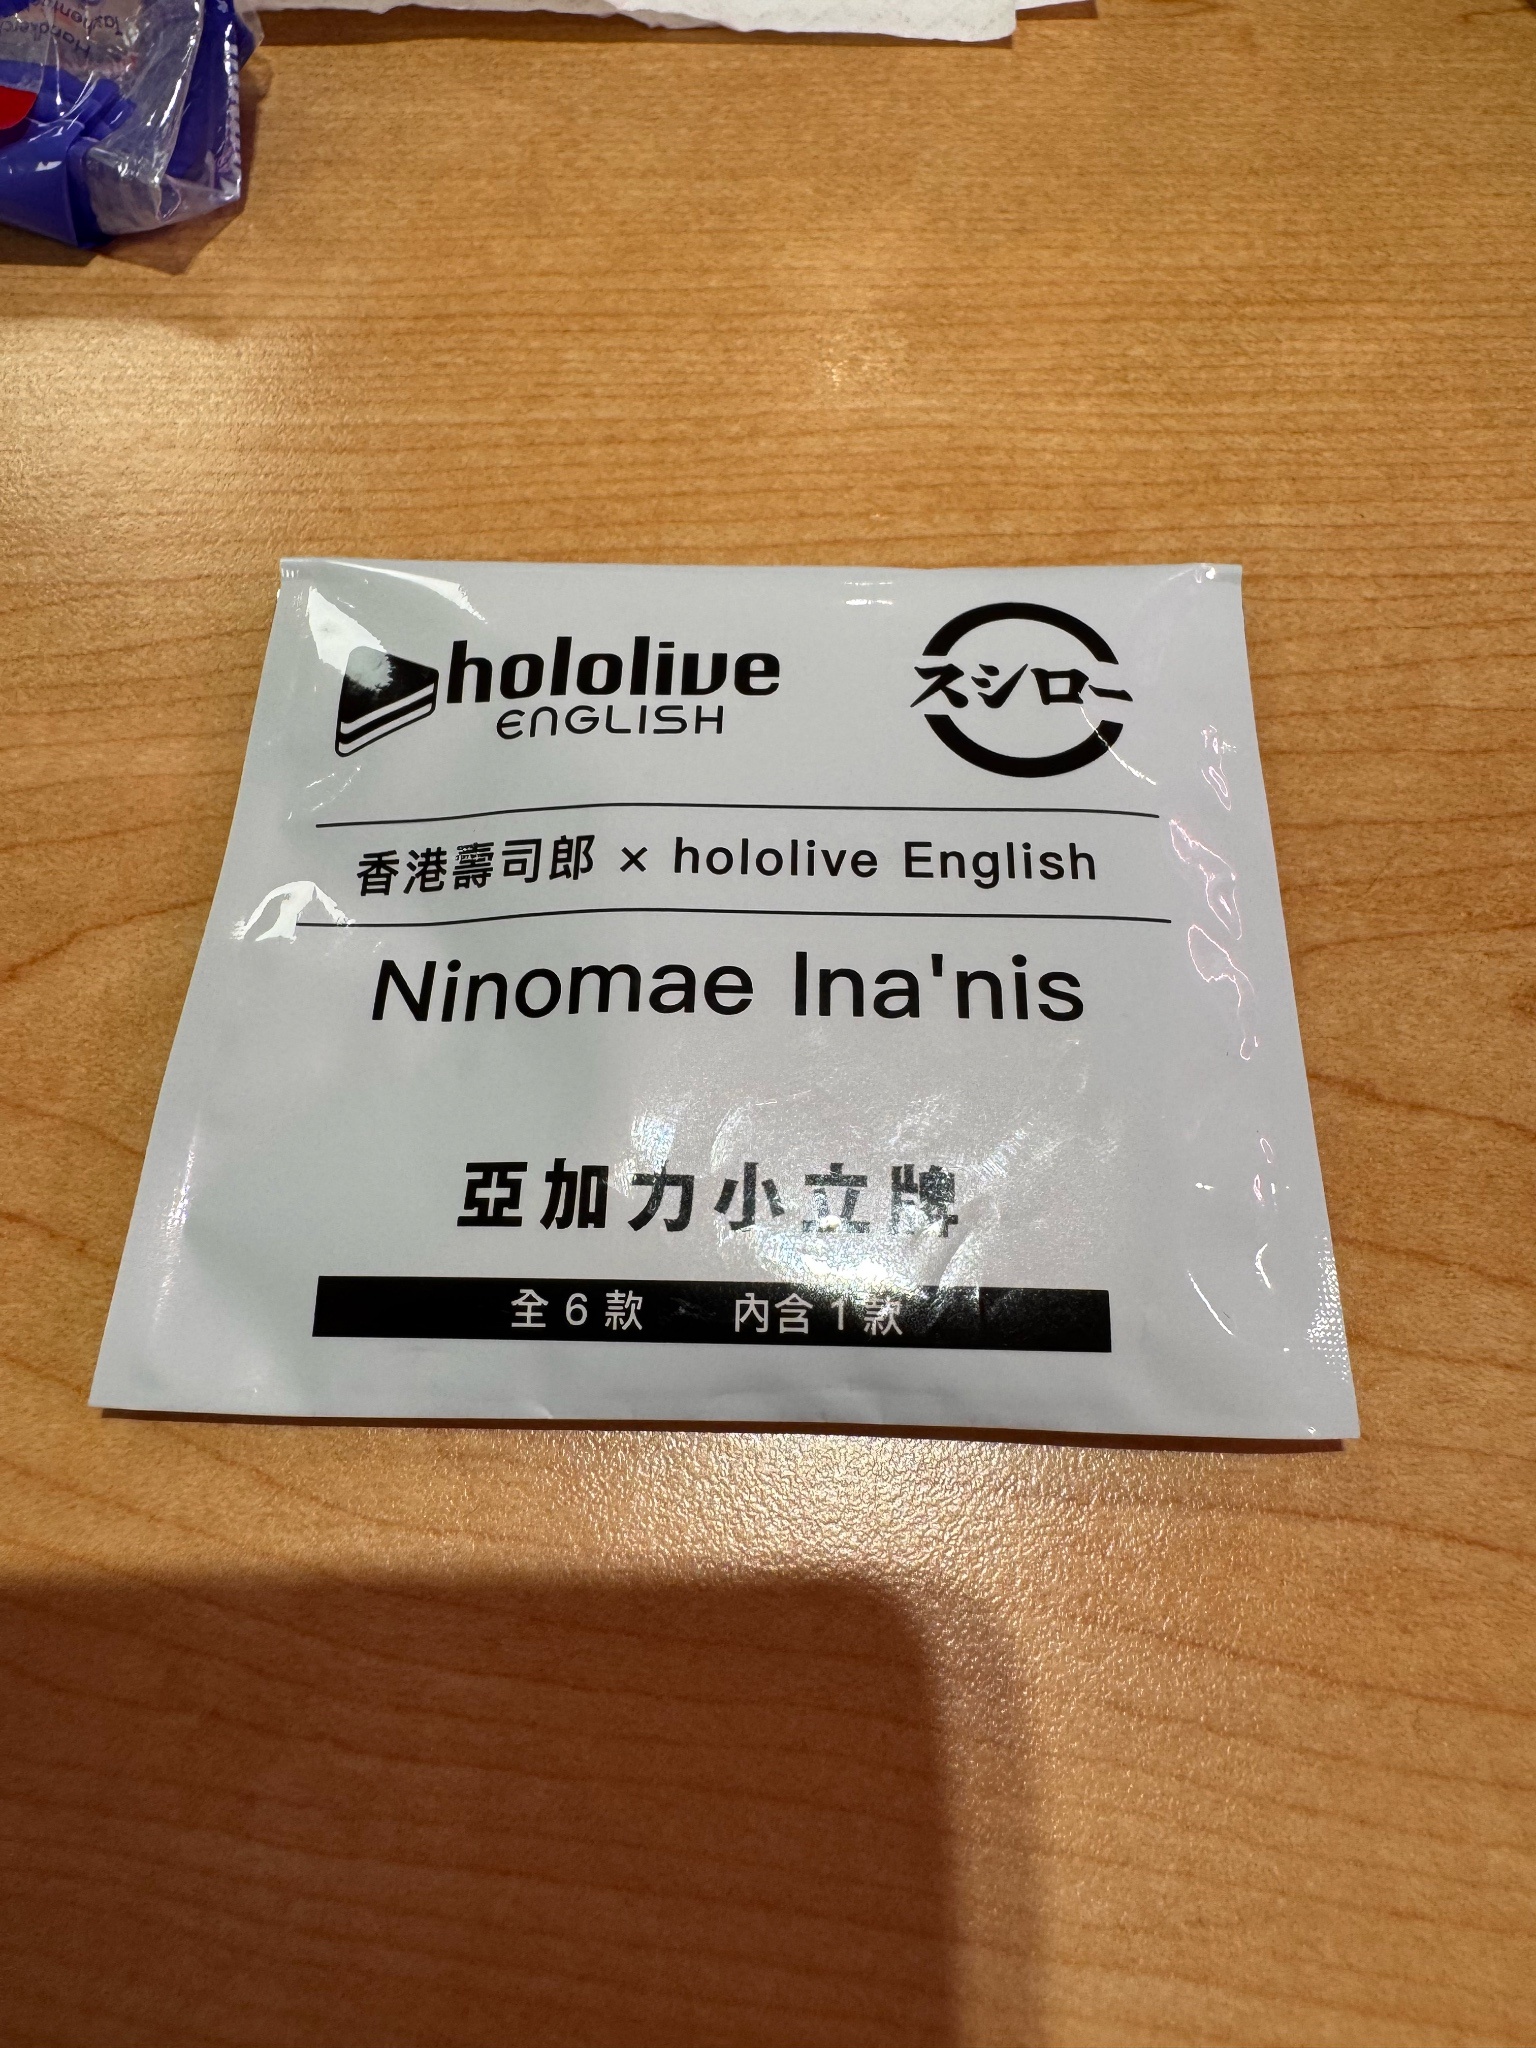 hololive
ENGLISH
スシロー
香港壽司郎 × hololive English
Ninomae Ina'nis
亞加力小立牌
全 6 款 內含 1 款